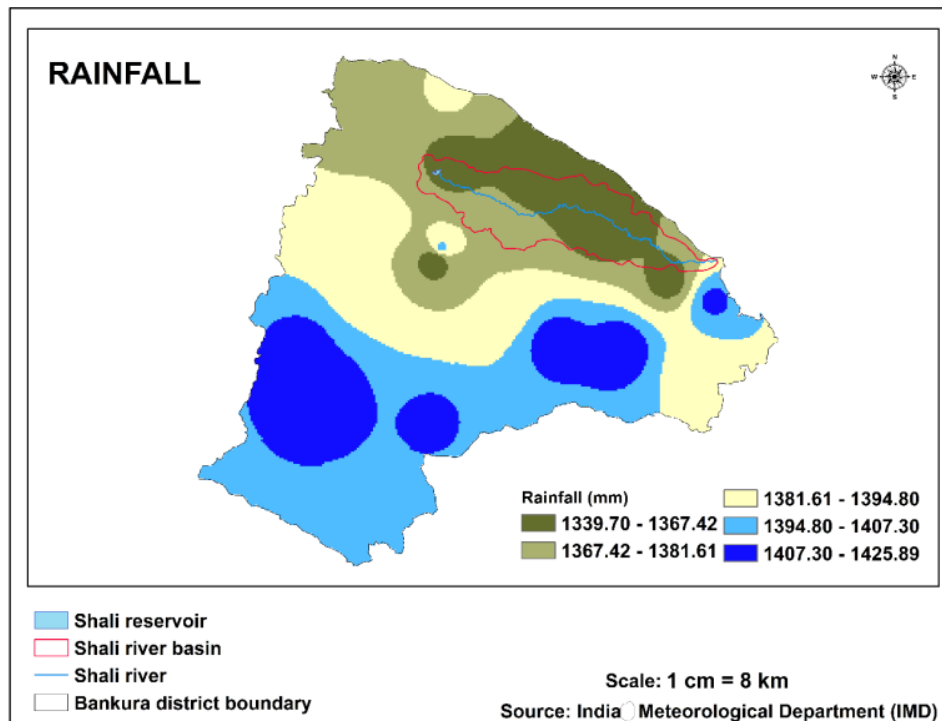 RAINFALL
N
W E
S
Rainfall (mm)
1339.70 - 1367.42
1367.42 - 1381.61
1381.61 - 1394.80
1394.80 - 1407.30
1407.30 - 1425.89
Shali reservoir
Shali river basin
Shali river
Bankura district boundary
Scale: 1 cm = 8 km
Source: India Meteorological Department (IMD)